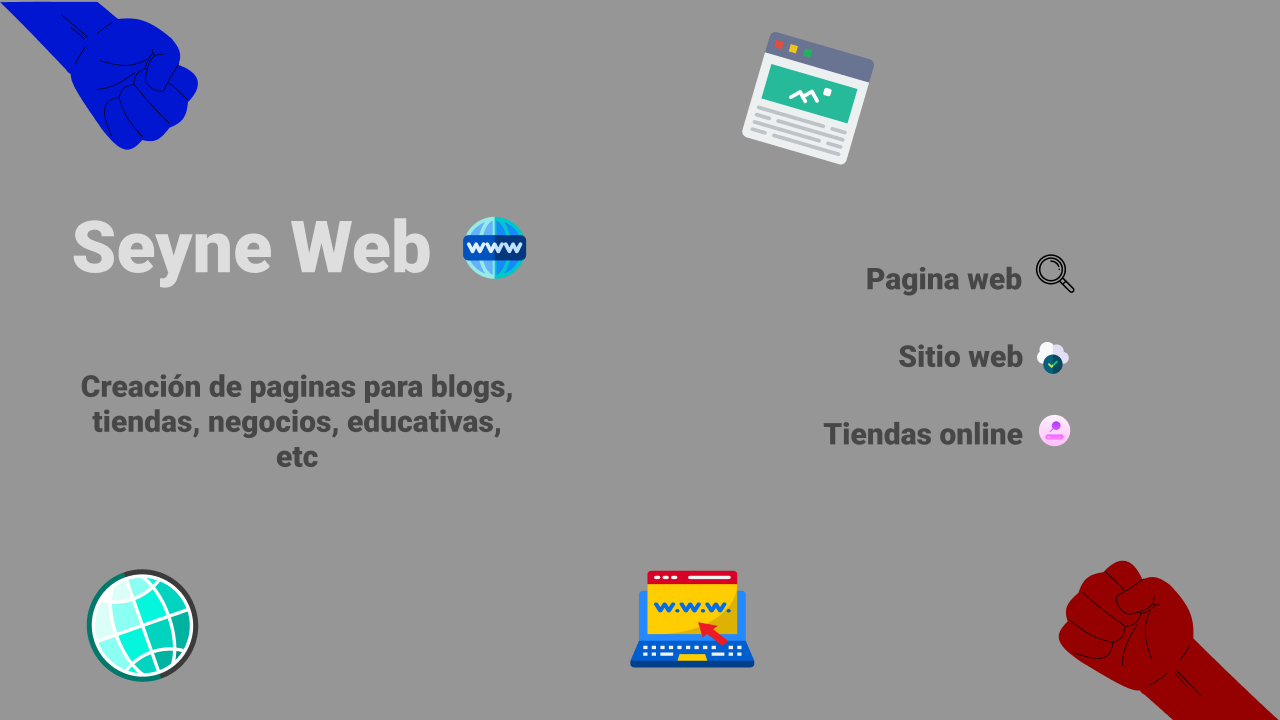 Seyne Web
www
Creación de paginas para blogs,
tiendas, negocios, educativas,
etc
Pagina web
Sitio web
Tiendas online
w.w.w.